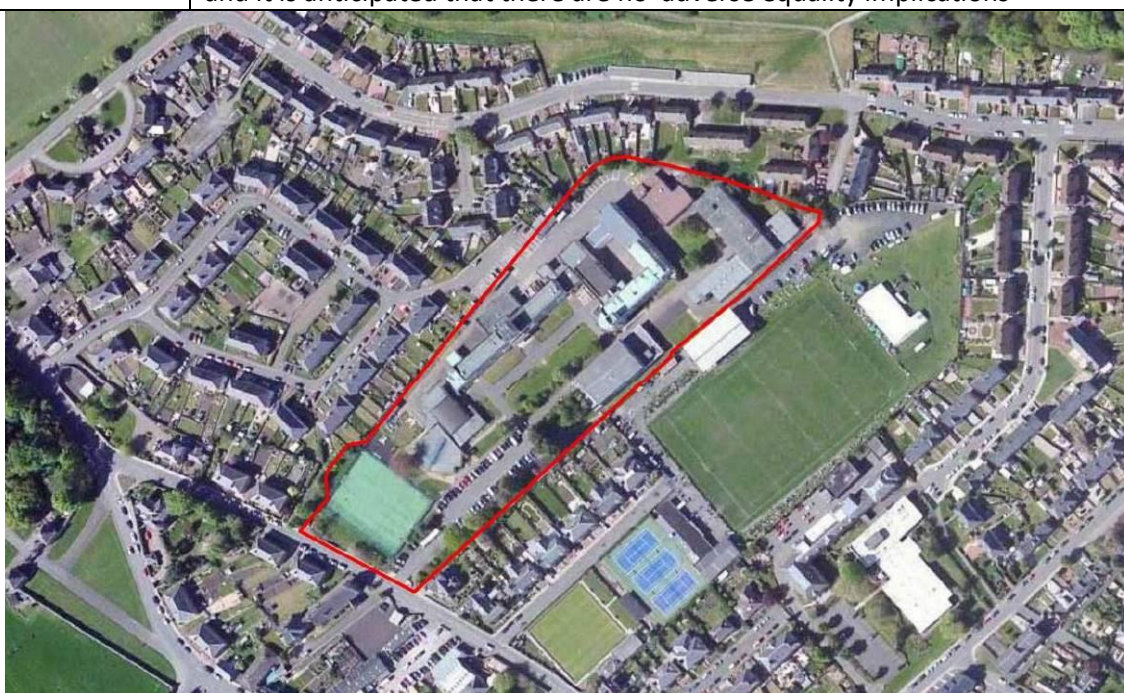 and it is anticipated that there are no adverse equality implications